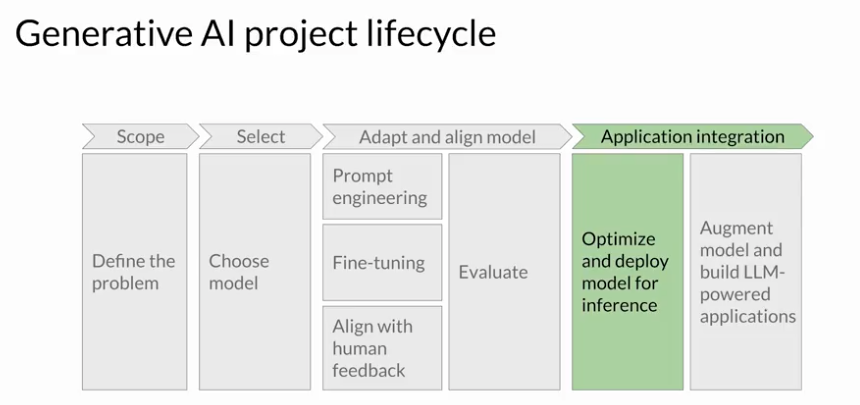 Generative AI project lifecycle
Scope
Select
Adapt and align model
Application integration
Define the
problem
Choose
model
Prompt
engineering
Fine-tuning
Align with
human
feedback
Evaluate
Optimize
and deploy
model for
inference
Augment
model and
build LLM-
powered
applications